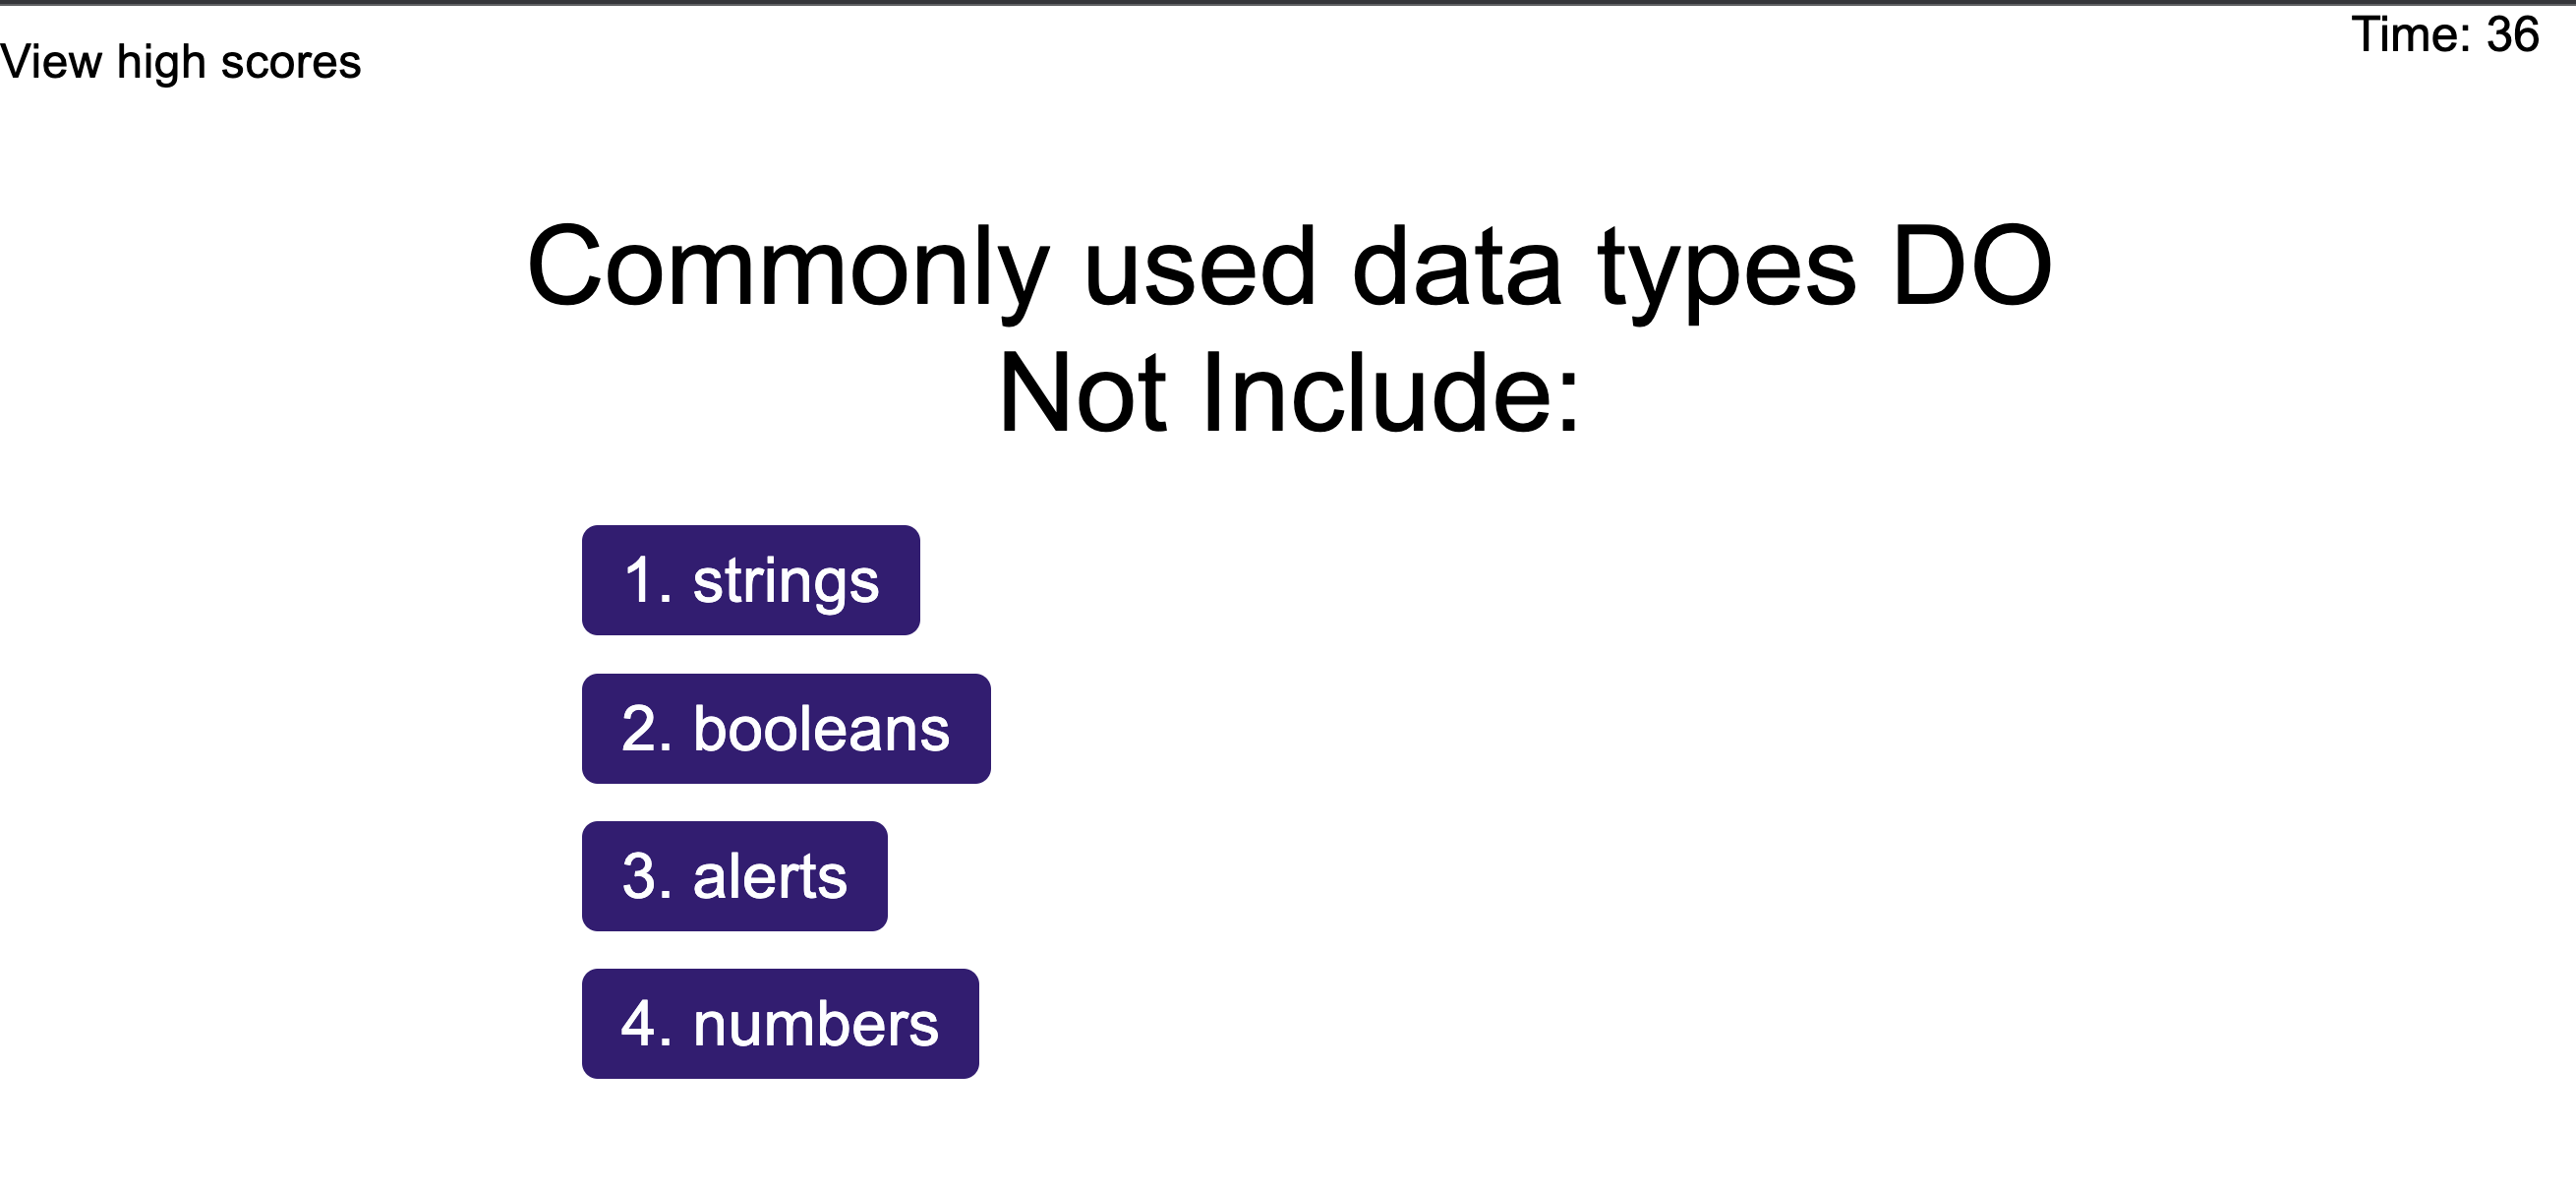 View high scores
Time: 36
Commonly used data types DO
Not Include:
1. strings
2. booleans
3. alerts
4. numbers